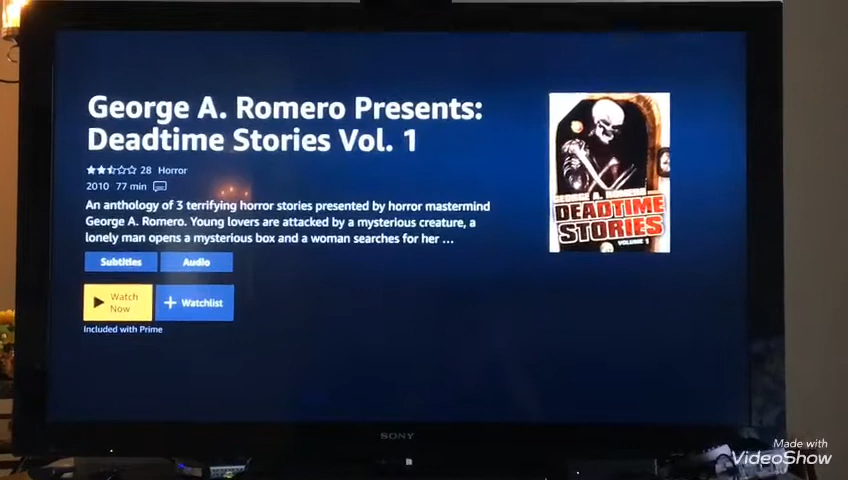 George A. Romero Presents:
Deadtime Stories Vol. 1
28 Horror
2010 77 min
An anthology of 3 terrifying horror stories presented by horror mastermind
George A. Romero. Young lovers are attacked by a mysterious creature, a
lonely man opens a mysterious box and a woman searches for her ...
Subtitles Audio
Watch
Now
+ Watchlist
Included with Prime
GEORGE A. ROMERO
DEADTIME
STORIES
VOLUME 1
SONY
Made with
VideoShow